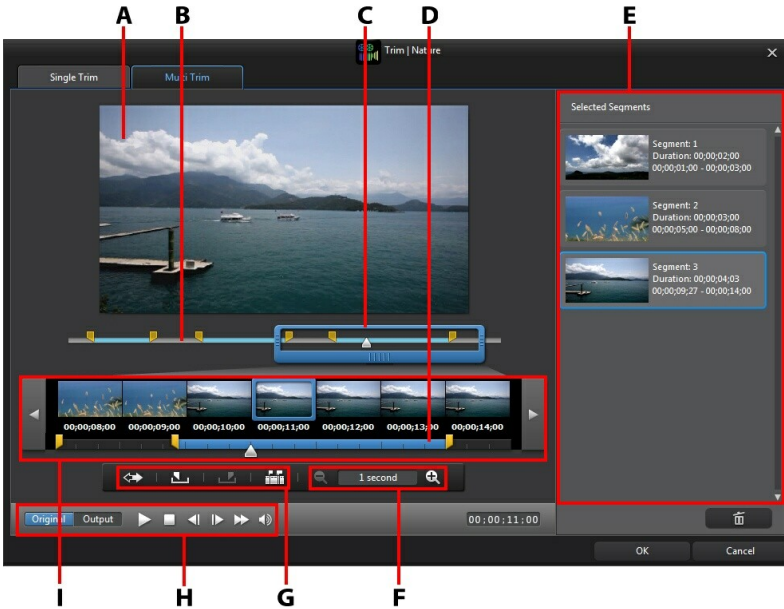 A B C D E
Trim | Nature
Single Trim Multi Trim
Selected Segments
Segment: 1
Duration: 00;00;02;00
00;00;01;00 - 00;00;03;00
Segment: 2
Duration: 00;00;03;00
00;00;05;00 - 00;00;08;00
Segment: 3
Duration: 00;00;04;03
00;00;09;27 - 00;00;14;00
00;00;08;00 00;00;09;00 00;00;10;00 00;00;11;00 00;00;12;00 00;00;13;00 00;00;14;00
1 second
Original Output
00;00;11;00
OK Cancel
I H G F